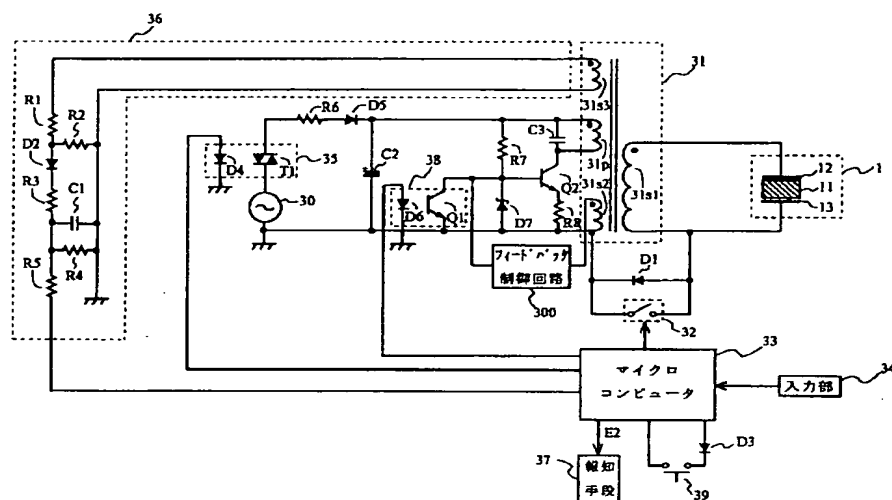 36
31
R1
R2
D2
R3
C1
R4
R5
R6
D5
D4
T1
35
30
C2
38
D6
Q1
R7
D7
C3
Q2
R8
31s3
31p
31s2
31s1
12
11
13
1
フィードバック
制御回路
300
D1
32
33
マイクロ
コンピュータ
34
入力部
E2
37
報知
手段
D3
39